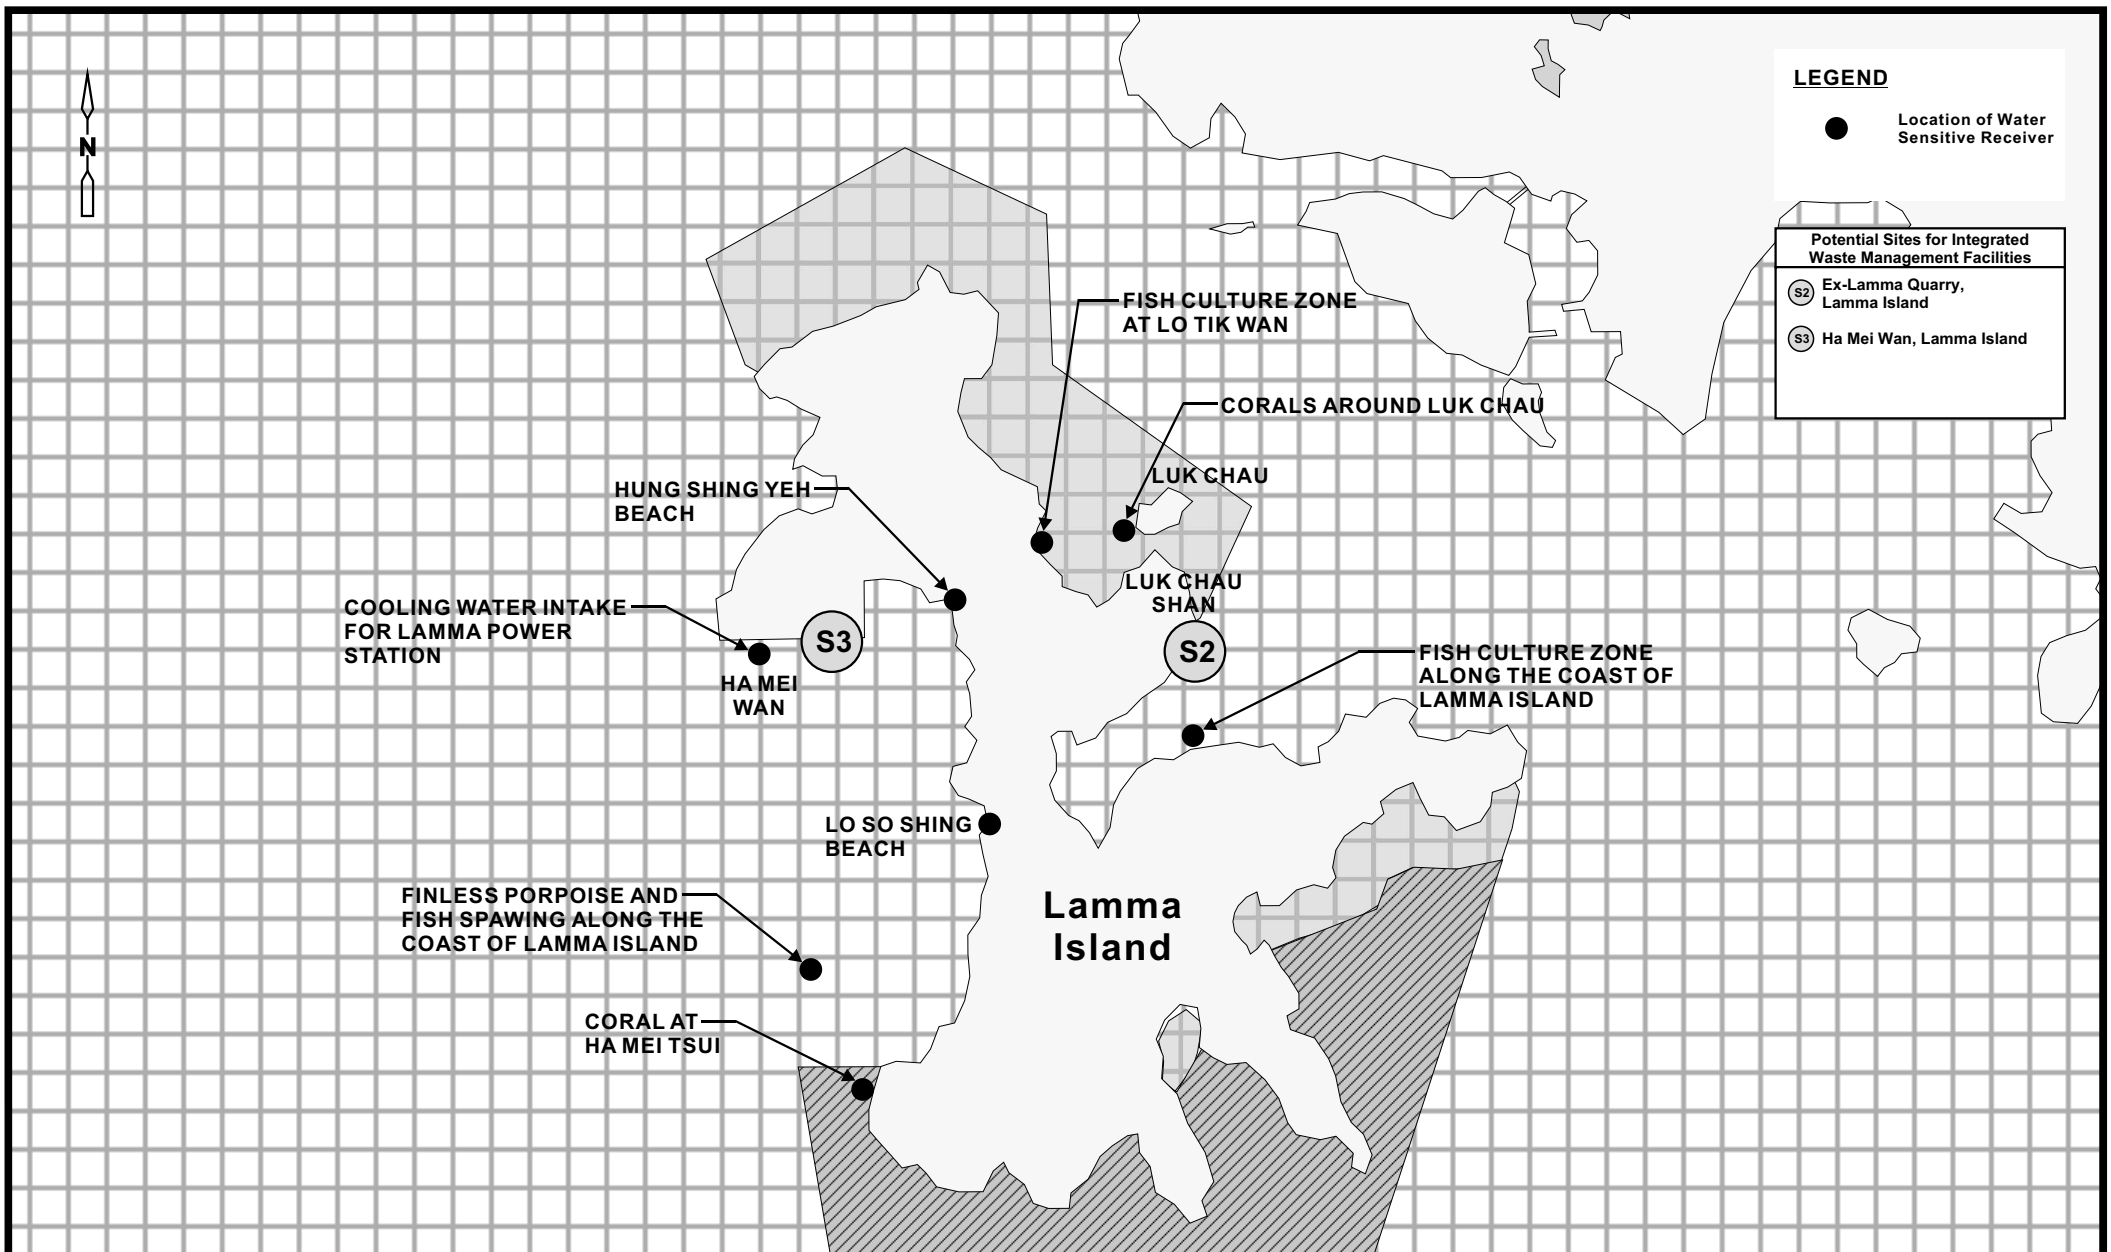 N
LEGEND
Location of Water
Sensitive Receiver
Potential Sites for Integrated
Waste Management Facilities
S2 Ex-Lamma Quarry,
Lamma Island
S3 Ha Mei Wan, Lamma Island
FISH CULTURE ZONE
AT LO TIK WAN
CORALS AROUND LUK CHAU
LUK CHAU
HUNG SHING YEH
BEACH
LUK CHAU
SHAN
COOLING WATER INTAKE
FOR LAMMA POWER
STATION
S3
S2
HA MEI
WAN
FISH CULTURE ZONE
ALONG THE COAST OF
LAMMA ISLAND
LO SO SHING
BEACH
FINLESS PORPOISE AND
FISH SPAWING ALONG THE
COAST OF LAMMA ISLAND
Lamma
Island
CORAL AT
HA MEI TSUI